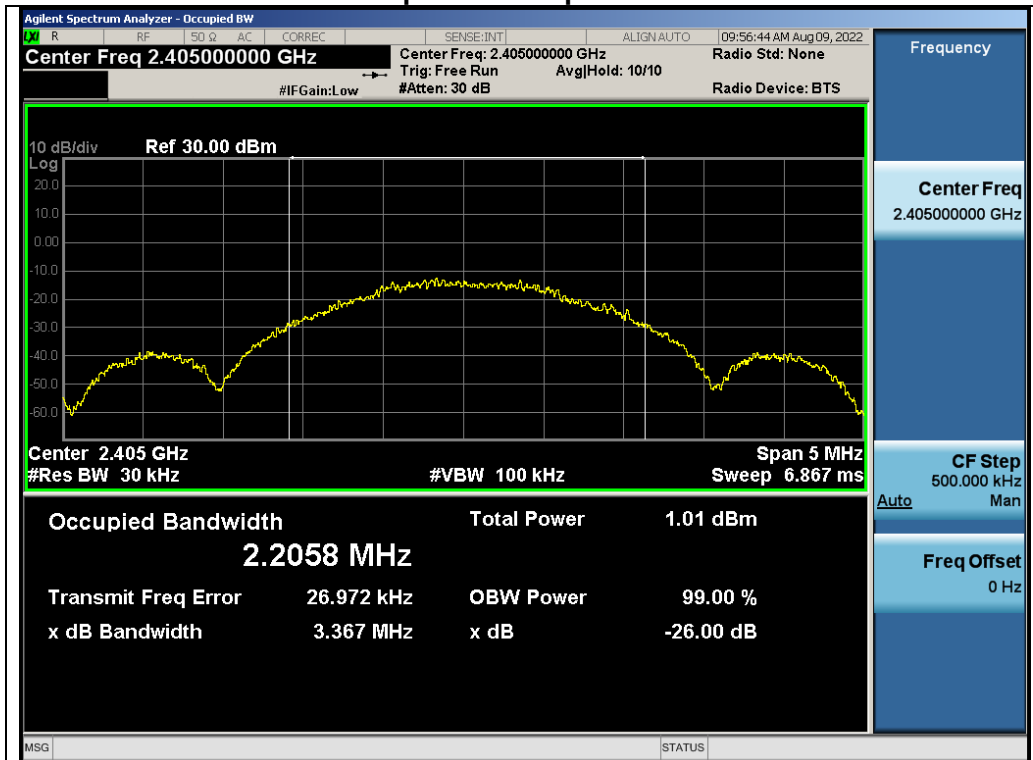 Agilent Spectrum Analyzer - Occupied BW
LXI R RF 50 Ω AC CORREC SENSE:INT ALIGN AUTO 09:56:44 AM Aug 09, 2022
Center Freq 2.405000000 GHz
Center Freq: 2.405000000 GHz Radio Std: None
Trig: Free Run Avg|Hold: 10/10
#IFGain:Low #Atten: 30 dB Radio Device: BTS
10 dB/div Ref 30.00 dBm
Log
20.0
10.0
0.00
-10.0
-20.0
-30.0
-40.0
-50.0
-60.0
Center 2.405 GHz Span 5 MHz
#Res BW 30 kHz #VBW 100 kHz Sweep 6.867 ms
Occupied Bandwidth Total Power 1.01 dBm
2.2058 MHz
Transmit Freq Error 26.972 kHz OBW Power 99.00 %
x dB Bandwidth 3.367 MHz x dB -26.00 dB
MSG STATUS
Frequency
Center Freq
2.405000000 GHz
CF Step
500.000 kHz
Auto Man
Freq Offset
0 Hz